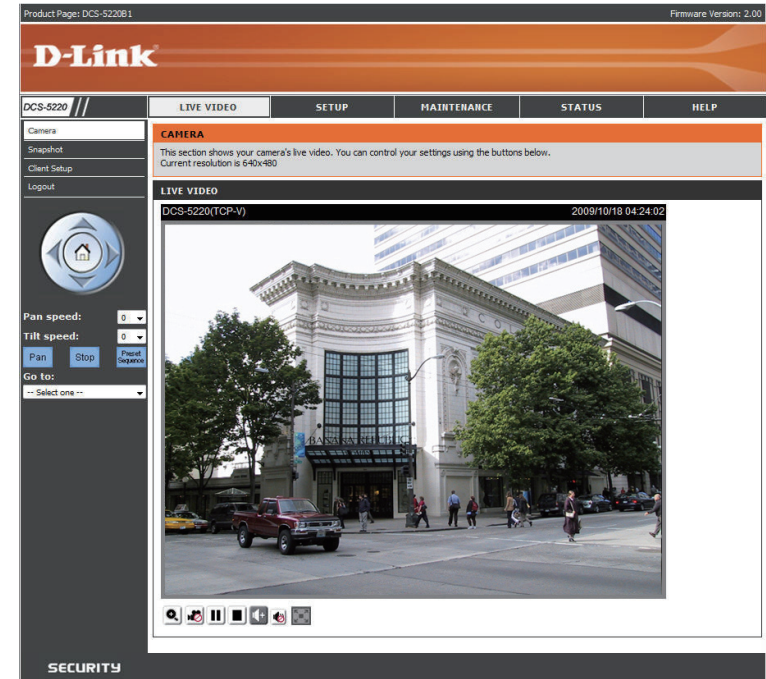 Product Page: DCS-5220B1
Firmware Version: 2.00
D-Link
DCS-5220
LIVE VIDEO
SETUP
MAINTENANCE
STATUS
HELP
Camera
Snapshot
Client Setup
Logout
Pan speed:
0
Tilt speed:
0
Pan
Stop
Preset
Sequence
Go to:
-- Select one --
CAMERA
This section shows your camera's live video. You can control your settings using the buttons below.
Current resolution is 640x480
LIVE VIDEO
DCS-5220(TCP-V)
2009/10/18 04:24:02
BANANA REPUBLIC
SECURITY